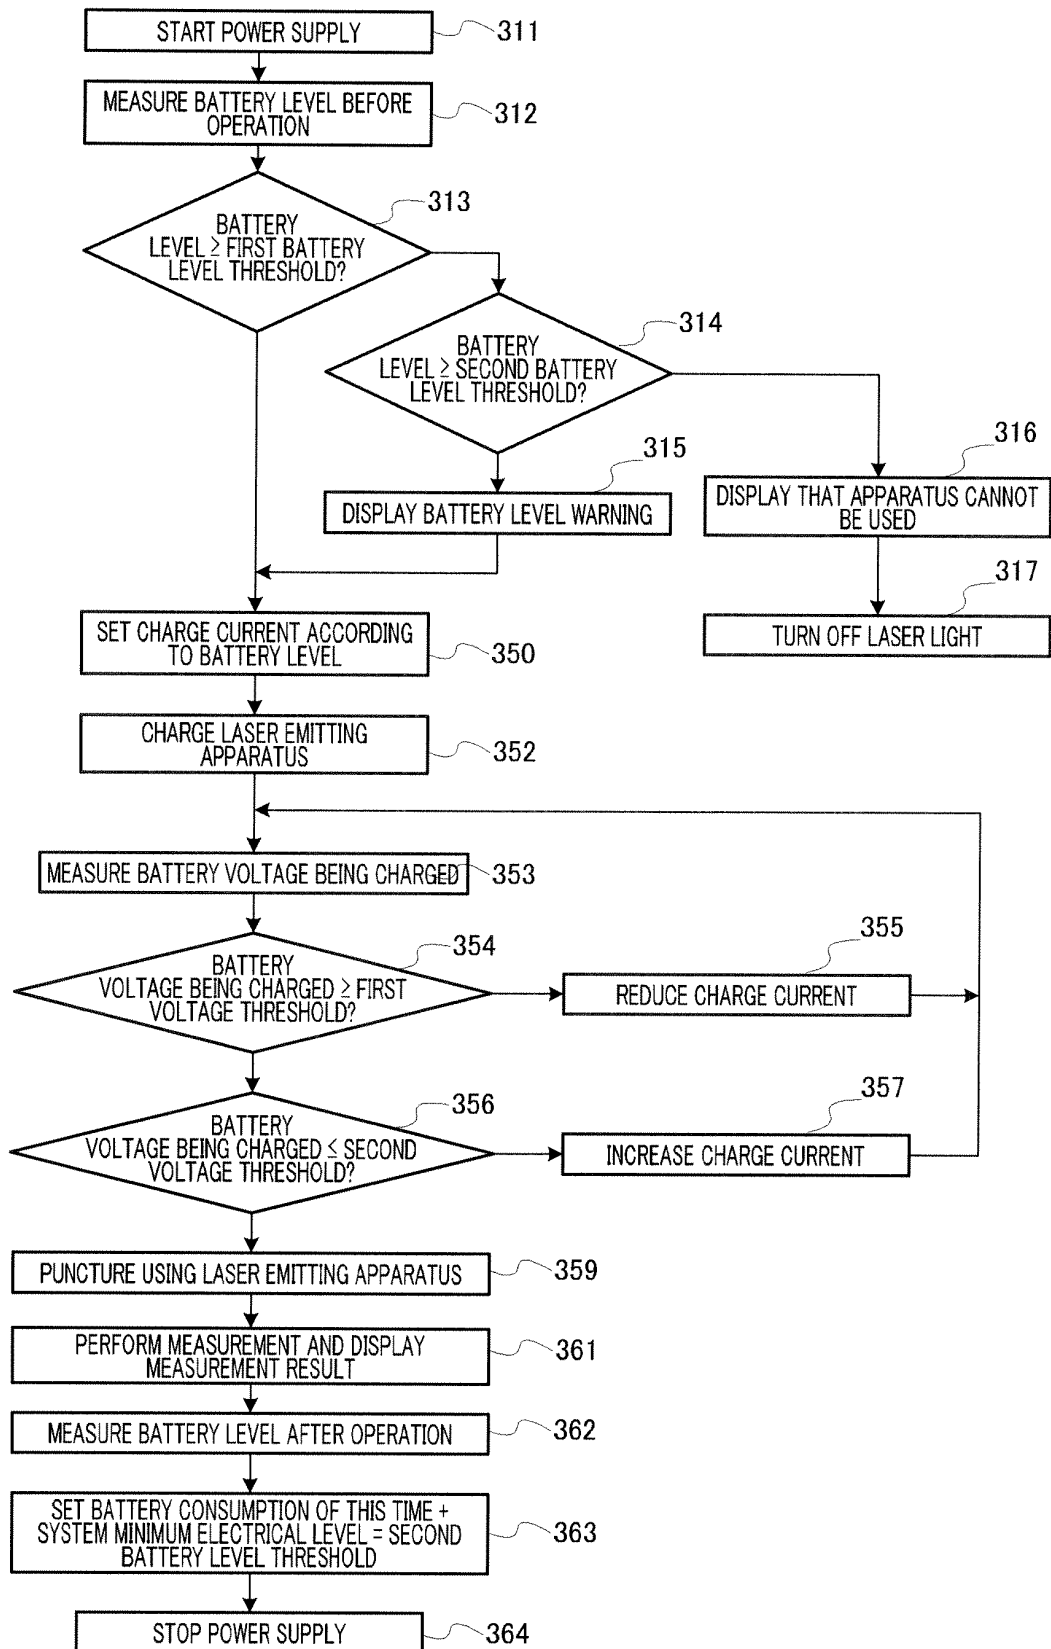 START POWER SUPPLY
311
MEASURE BATTERY LEVEL BEFORE
OPERATION
312
313
BATTERY
LEVEL ≥ FIRST BATTERY
LEVEL THRESHOLD?
314
BATTERY
LEVEL ≥ SECOND BATTERY
LEVEL THRESHOLD?
315
DISPLAY BATTERY LEVEL WARNING
316
DISPLAY THAT APPARATUS CANNOT
BE USED
317
TURN OFF LASER LIGHT
SET CHARGE CURRENT ACCORDING
TO BATTERY LEVEL
350
CHARGE LASER EMITTING
APPARATUS
352
MEASURE BATTERY VOLTAGE BEING CHARGED
353
354
BATTERY
VOLTAGE BEING CHARGED ≥ FIRST
VOLTAGE THRESHOLD?
355
REDUCE CHARGE CURRENT
356
BATTERY
VOLTAGE BEING CHARGED ≤ SECOND
VOLTAGE THRESHOLD?
357
INCREASE CHARGE CURRENT
PUNCTURE USING LASER EMITTING APPARATUS
359
PERFORM MEASUREMENT AND DISPLAY
MEASUREMENT RESULT
361
MEASURE BATTERY LEVEL AFTER OPERATION
362
SET BATTERY CONSUMPTION OF THIS TIME +
SYSTEM MINIMUM ELECTRICAL LEVEL = SECOND
BATTERY LEVEL THRESHOLD
363
STOP POWER SUPPLY
364